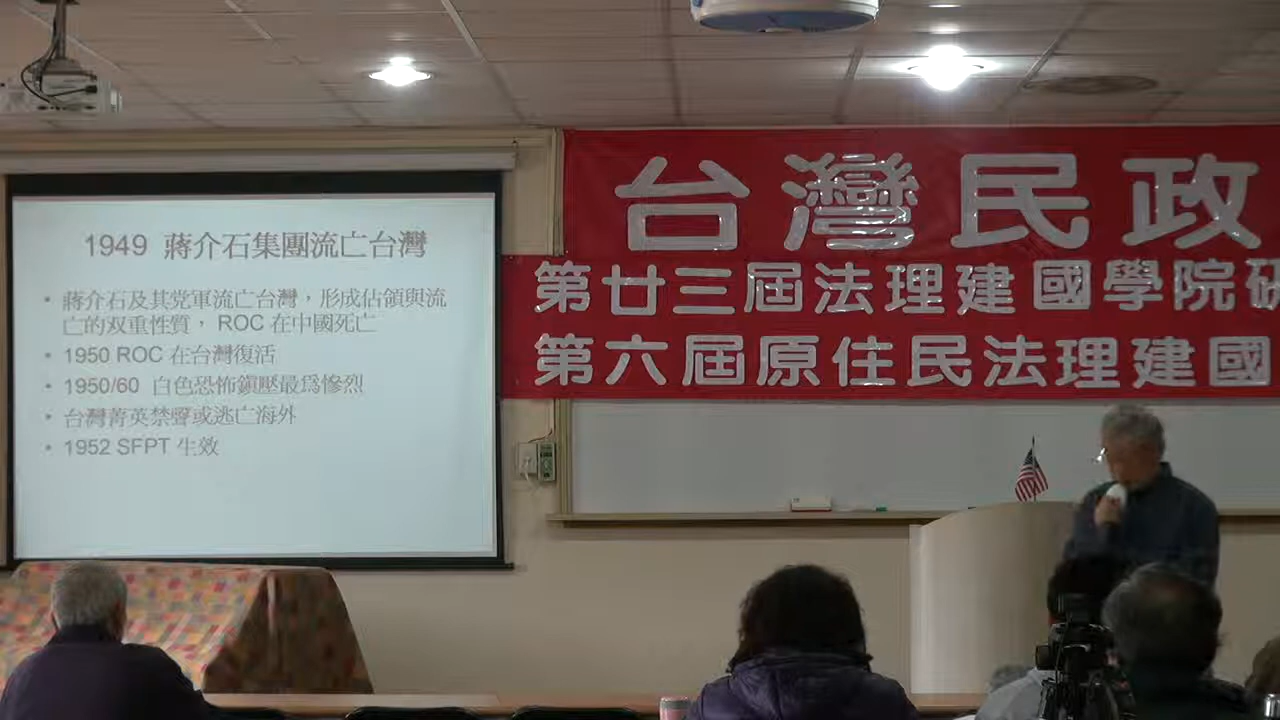 1949 蔣介石集團流亡台灣
• 蔣介石及其党軍流亡台灣，形成佔領與流
亡的双重性質， ROC 在中國死亡
• 1950 ROC 在台灣復活
• 1950/60 白色恐怖鎮壓最為慘烈
• 台灣菁英禁聲或逃亡海外
• 1952 SFPT 生效
台灣民政
第廿三屆法理建國學院研
第六屆原住民法理建國